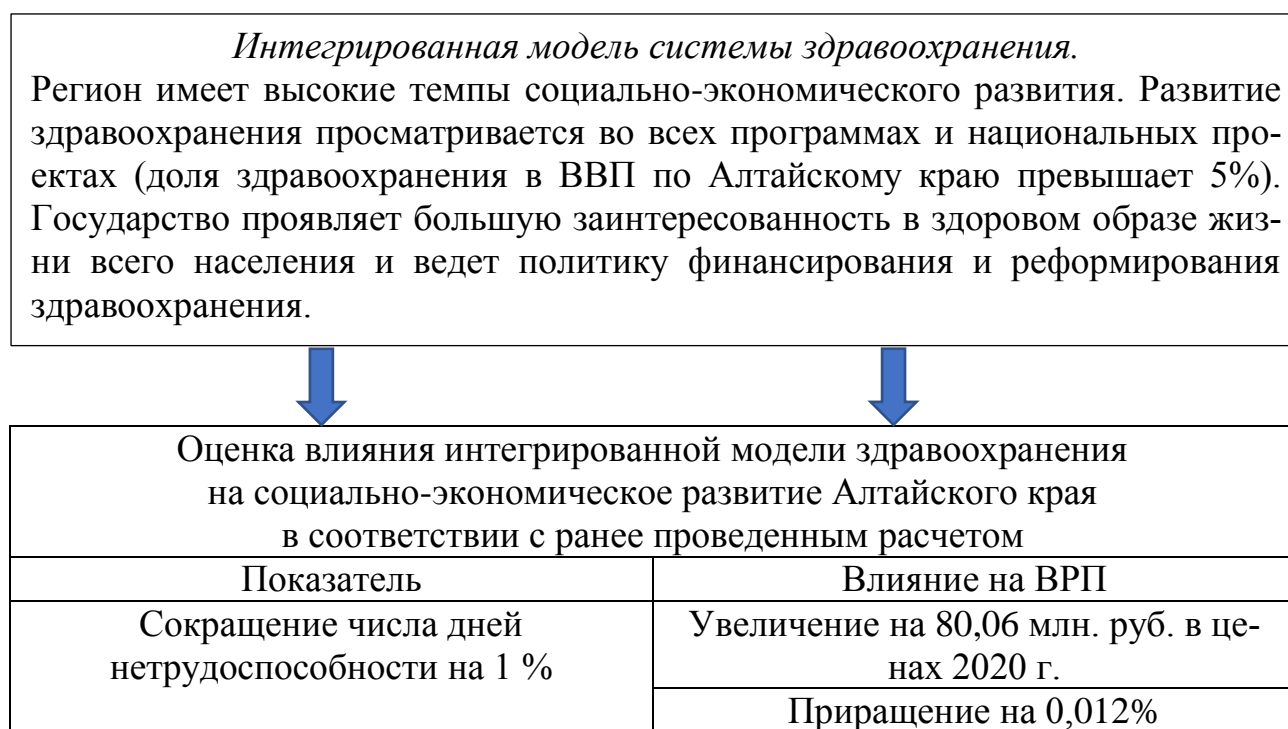 Интегрированная модель системы здравоохранения.
Регион имеет высокие темпы социально-экономического развития. Развитие
здравоохранения просматривается во всех программах и национальных про-
ектах (доля здравоохранения в ВВП по Алтайскому краю превышает 5%).
Государство проявляет большую заинтересованность в здоровом образе жиз-
ни всего населения и ведет политику финансирования и реформирования
здравоохранения.
Оценка влияния интегрированной модели здравоохранения
на социально-экономическое развитие Алтайского края
в соответствии с ранее проведенным расчетом
Показатель
Влияние на ВРП
Сокращение числа дней
нетрудоспособности на 1 %
Увеличение на 80,06 млн. руб. в це-
нах 2020 г.
Приращение на 0,012%